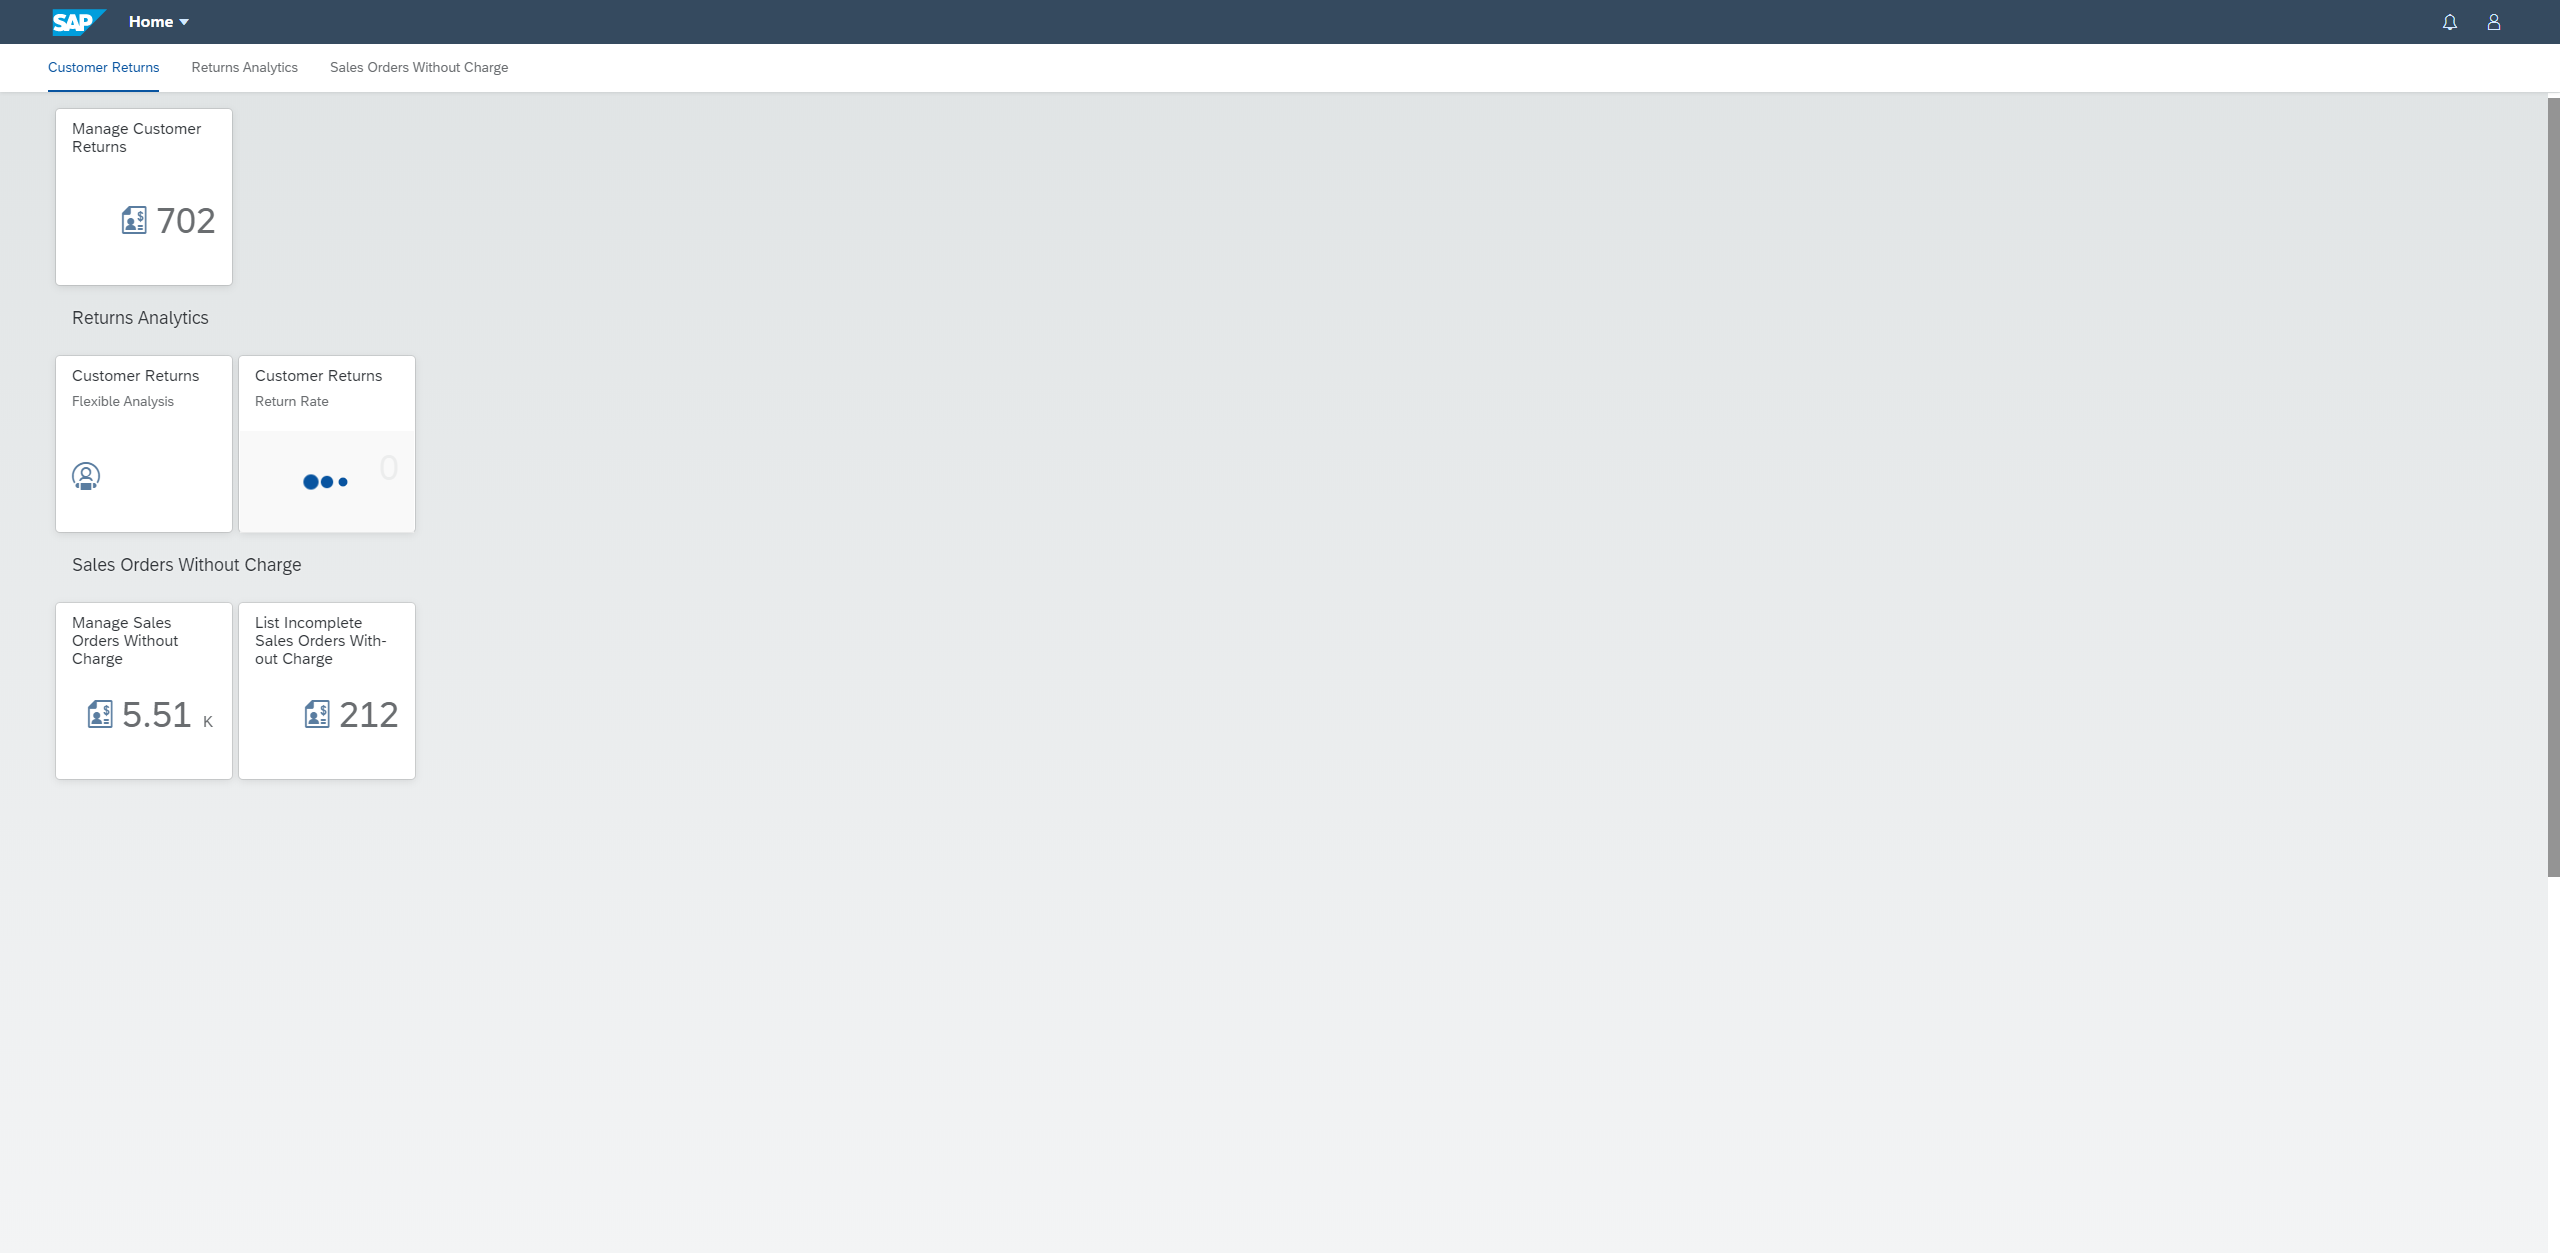 SAP Home
Customer Returns Returns Analytics Sales Orders Without Charge
Manage Customer
Returns
702
Returns Analytics
Customer Returns
Flexible Analysis
Customer Returns
Return Rate
0
Sales Orders Without Charge
Manage Sales
Orders Without
Charge
5.51 K
List Incomplete
Sales Orders With-
out Charge
212